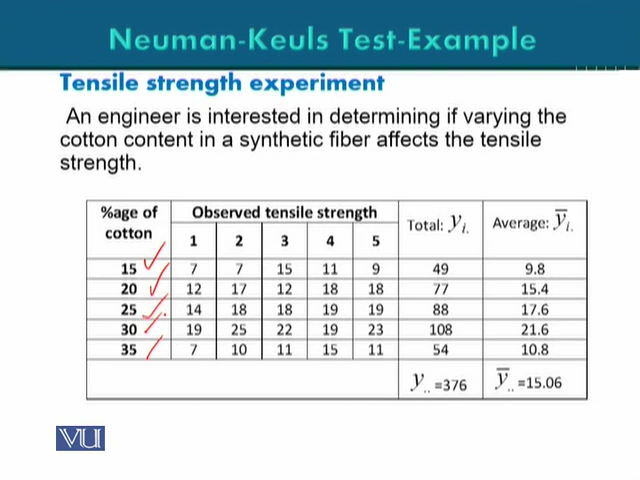 Neuman-Keuls Test-Example
Tensile strength experiment
An engineer is interested in determining if varying the
cotton content in a synthetic fiber affects the tensile
strength.
%age of cotton | Observed tensile strength | Total: yi. | Average: ȳi.
1 2 3 4 5
15 7 7 15 11 9 49 9.8
20 12 17 12 18 18 77 15.4
25 14 18 18 19 19 88 17.6
30 19 25 22 19 23 108 21.6
35 7 10 11 15 11 54 10.8
y.. =376 ȳ.. =15.06
VU